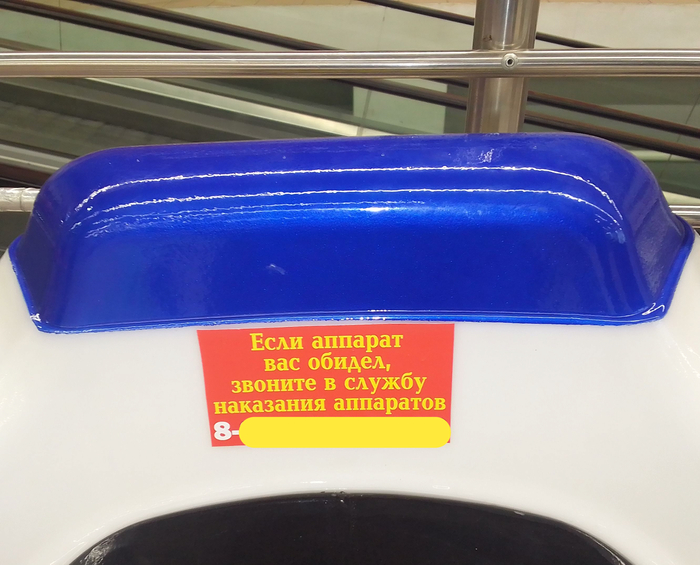 Если аппарат
вас обидел,
звоните в службу
наказания аппаратов
8-